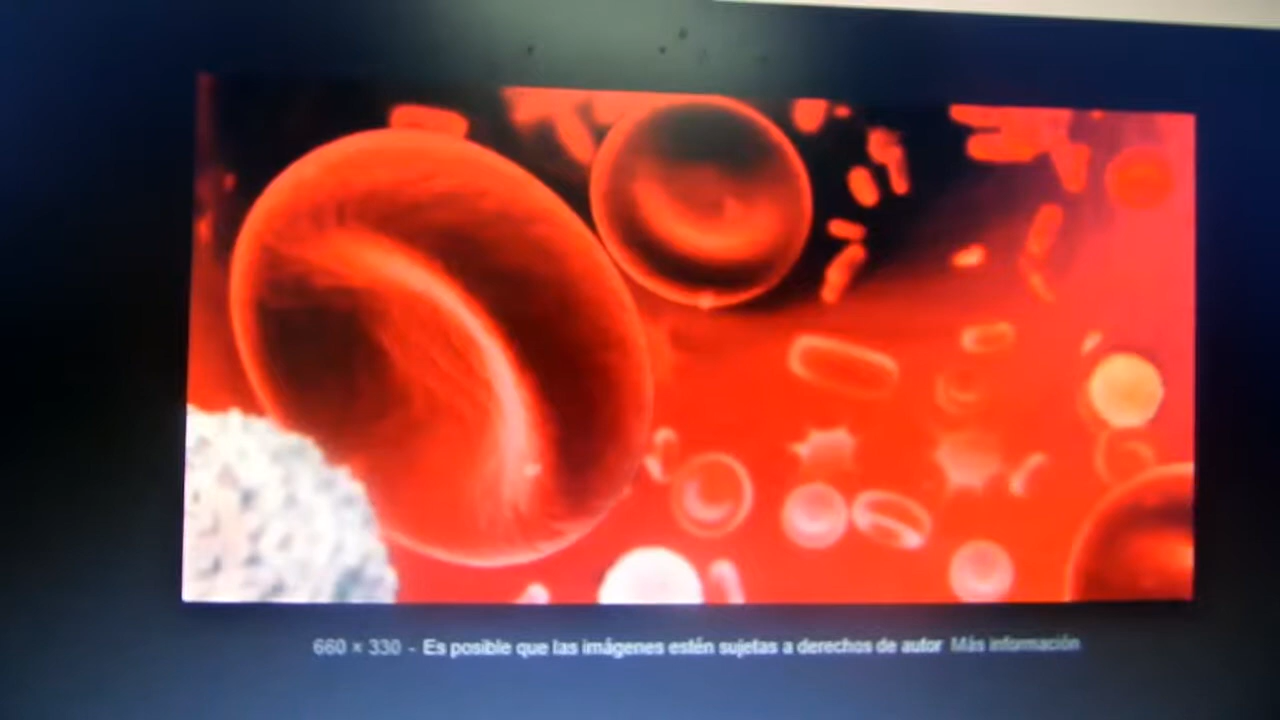 660 × 330 - Es posible que las imágenes estén sujetas a derechos de autor Más información